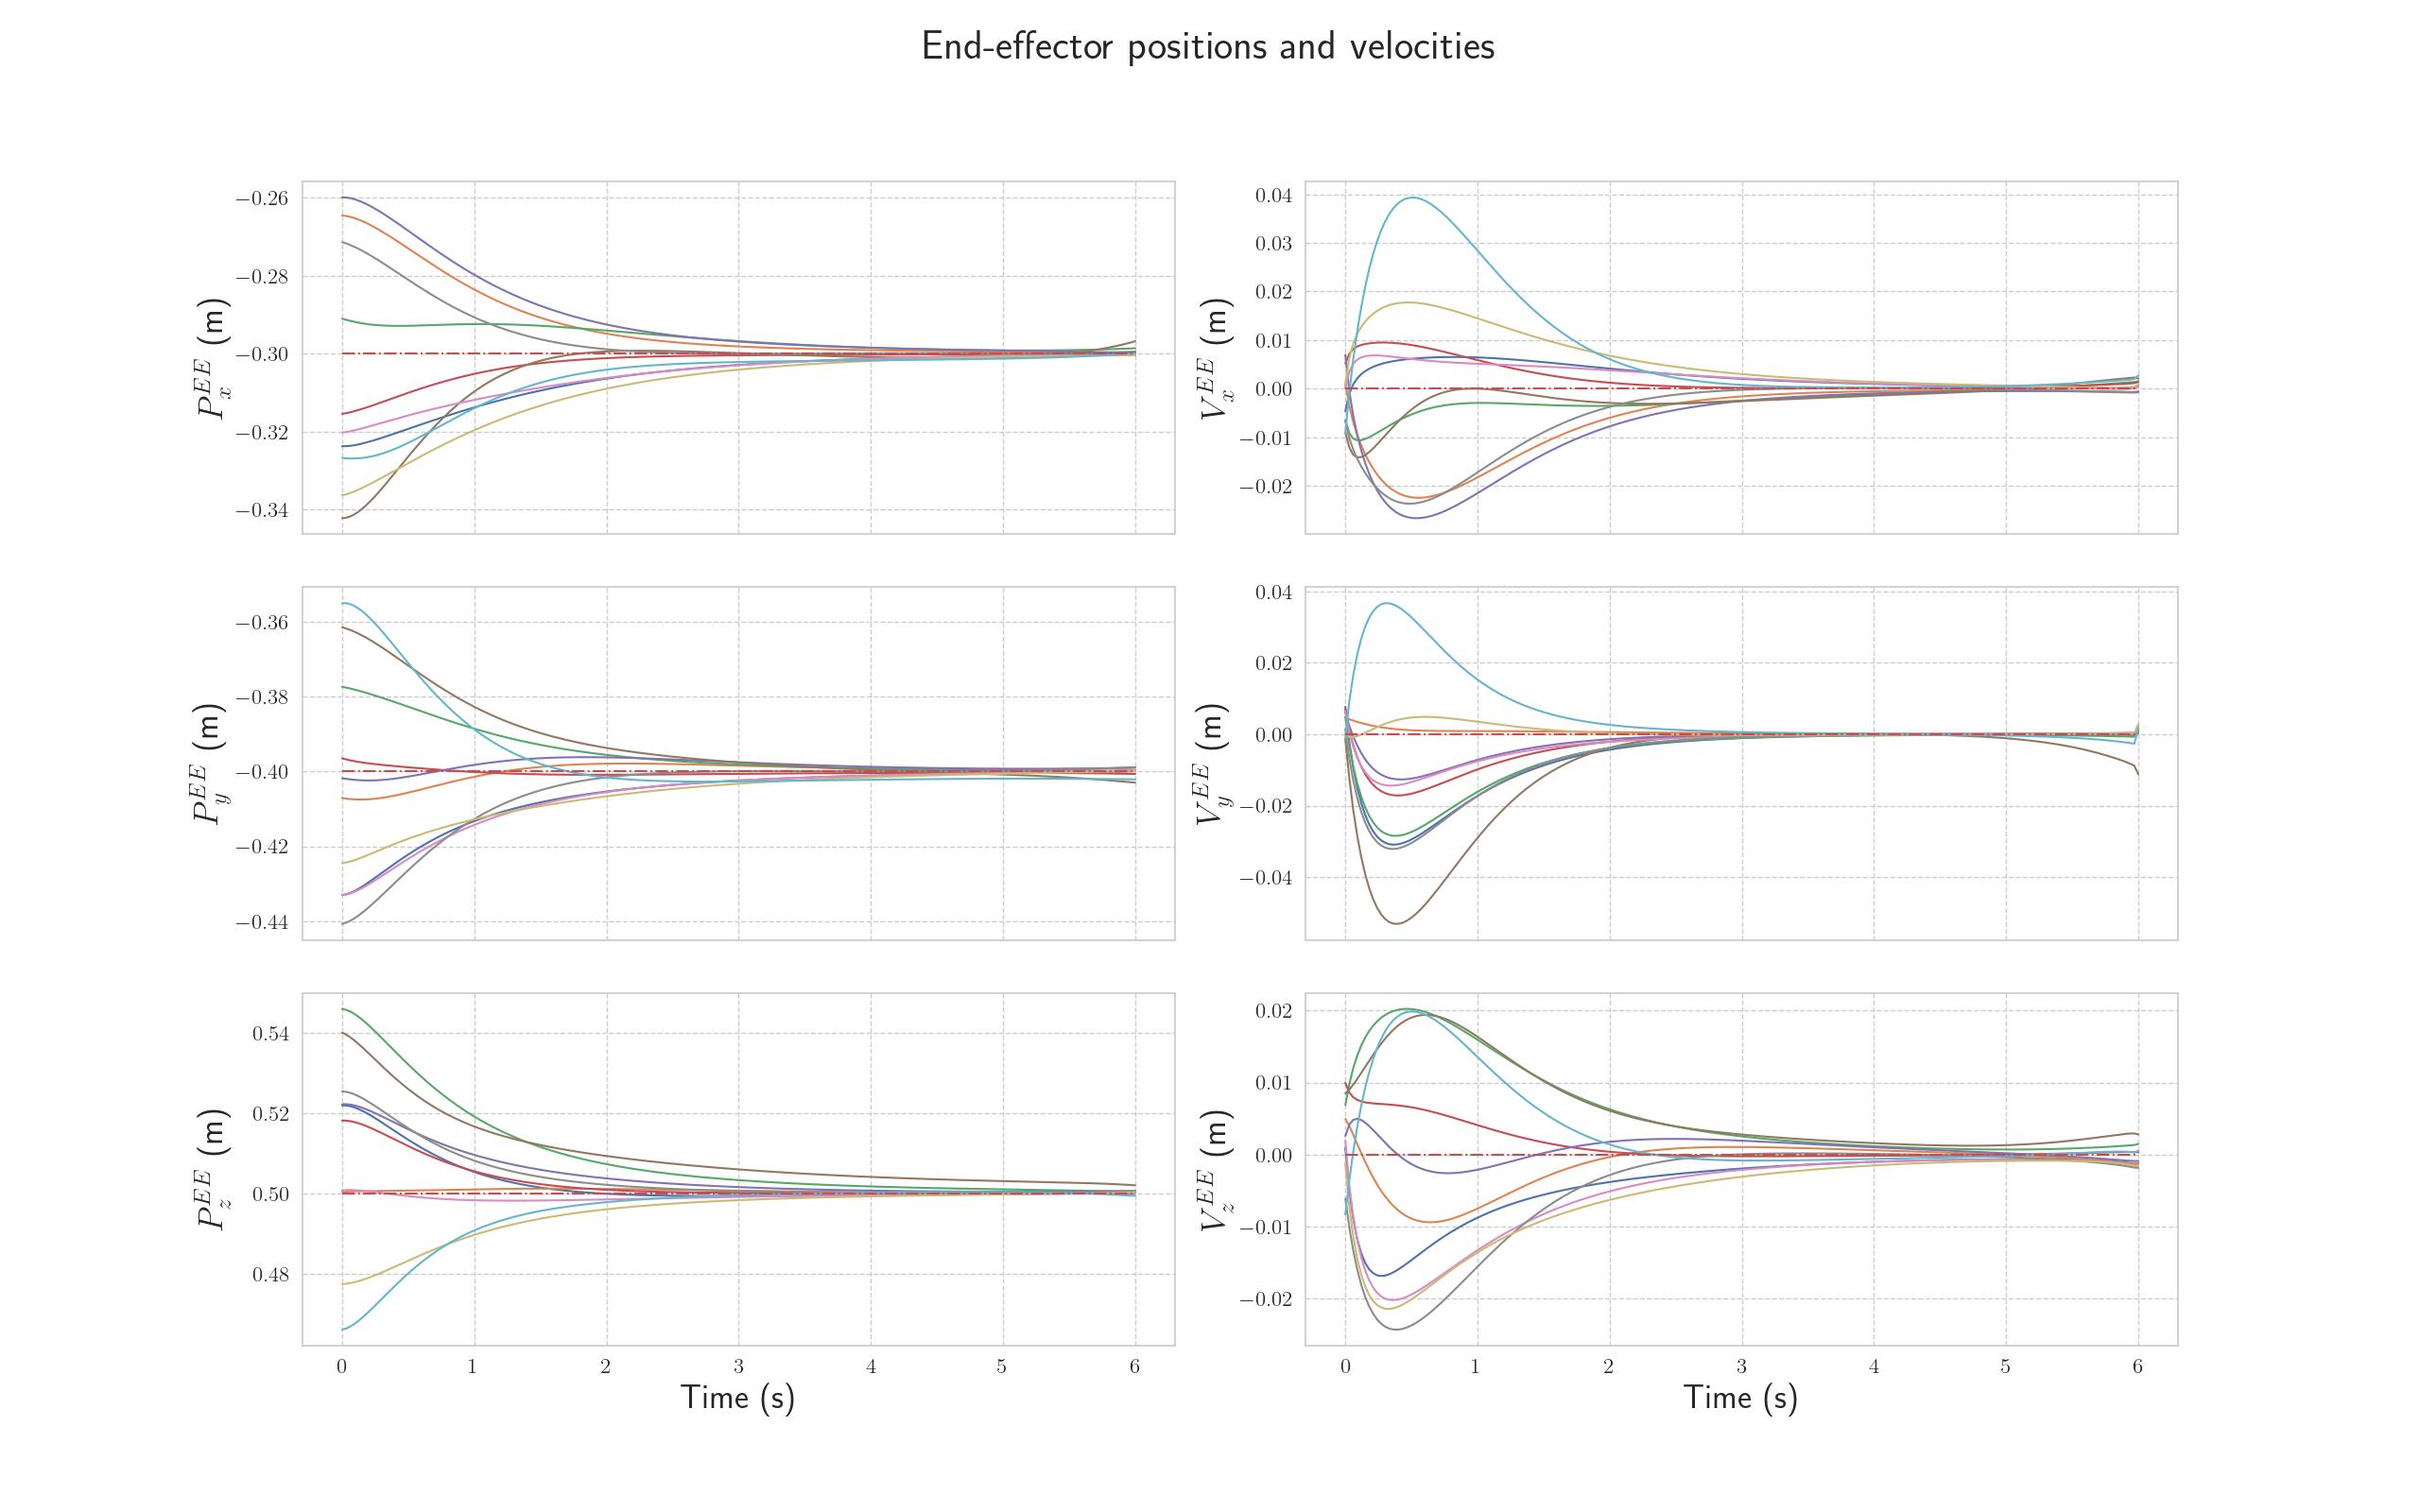 End-effector positions and velocities
−0.26
−0.28
−0.30
−0.32
−0.34
P_x^{EE} (m)
0.04
0.03
0.02
0.01
0.00
−0.01
−0.02
V_x^{EE} (m)
−0.36
−0.38
−0.40
−0.42
−0.44
P_y^{EE} (m)
0.04
0.02
0.00
−0.02
−0.04
V_y^{EE} (m)
0.54
0.52
0.50
0.48
P_z^{EE} (m)
0 1 2 3 4 5 6
Time (s)
0.02
0.01
0.00
−0.01
−0.02
V_z^{EE} (m)
0 1 2 3 4 5 6
Time (s)